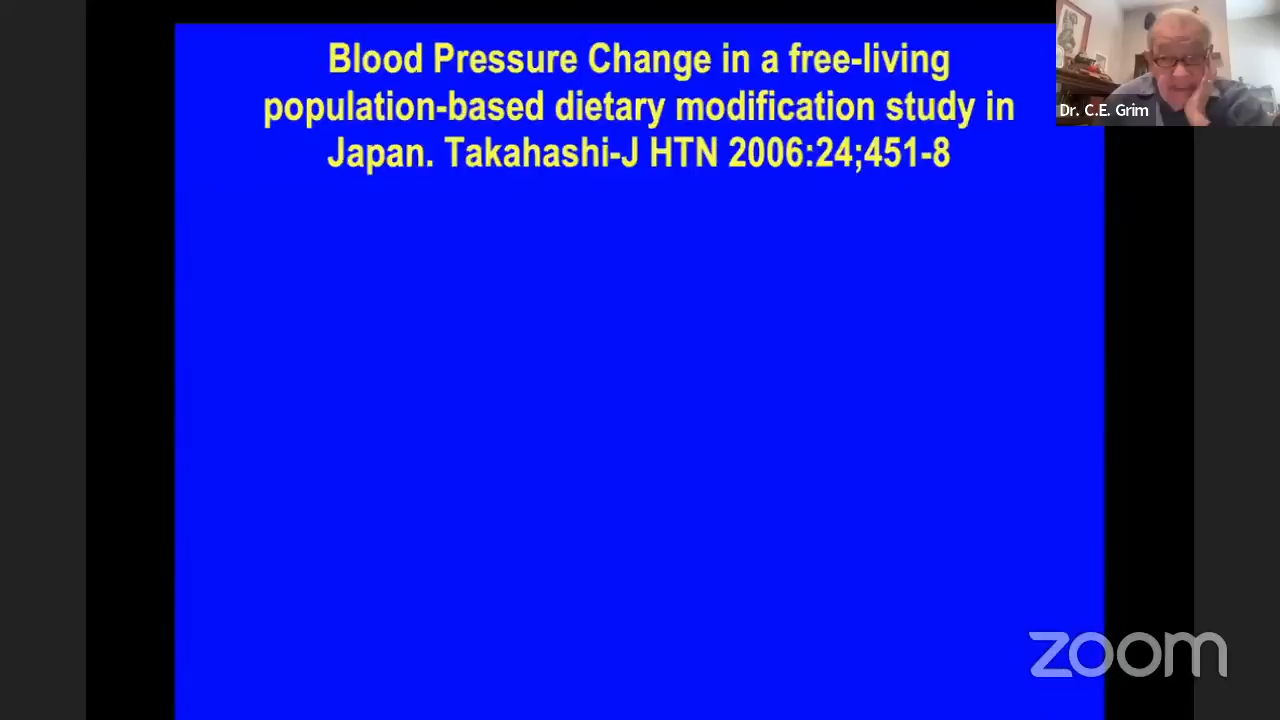 Blood Pressure Change in a free-living
population-based dietary modification study in
Japan. Takahashi-J HTN 2006:24;451-8
Dr. C.E. Grim
zoom